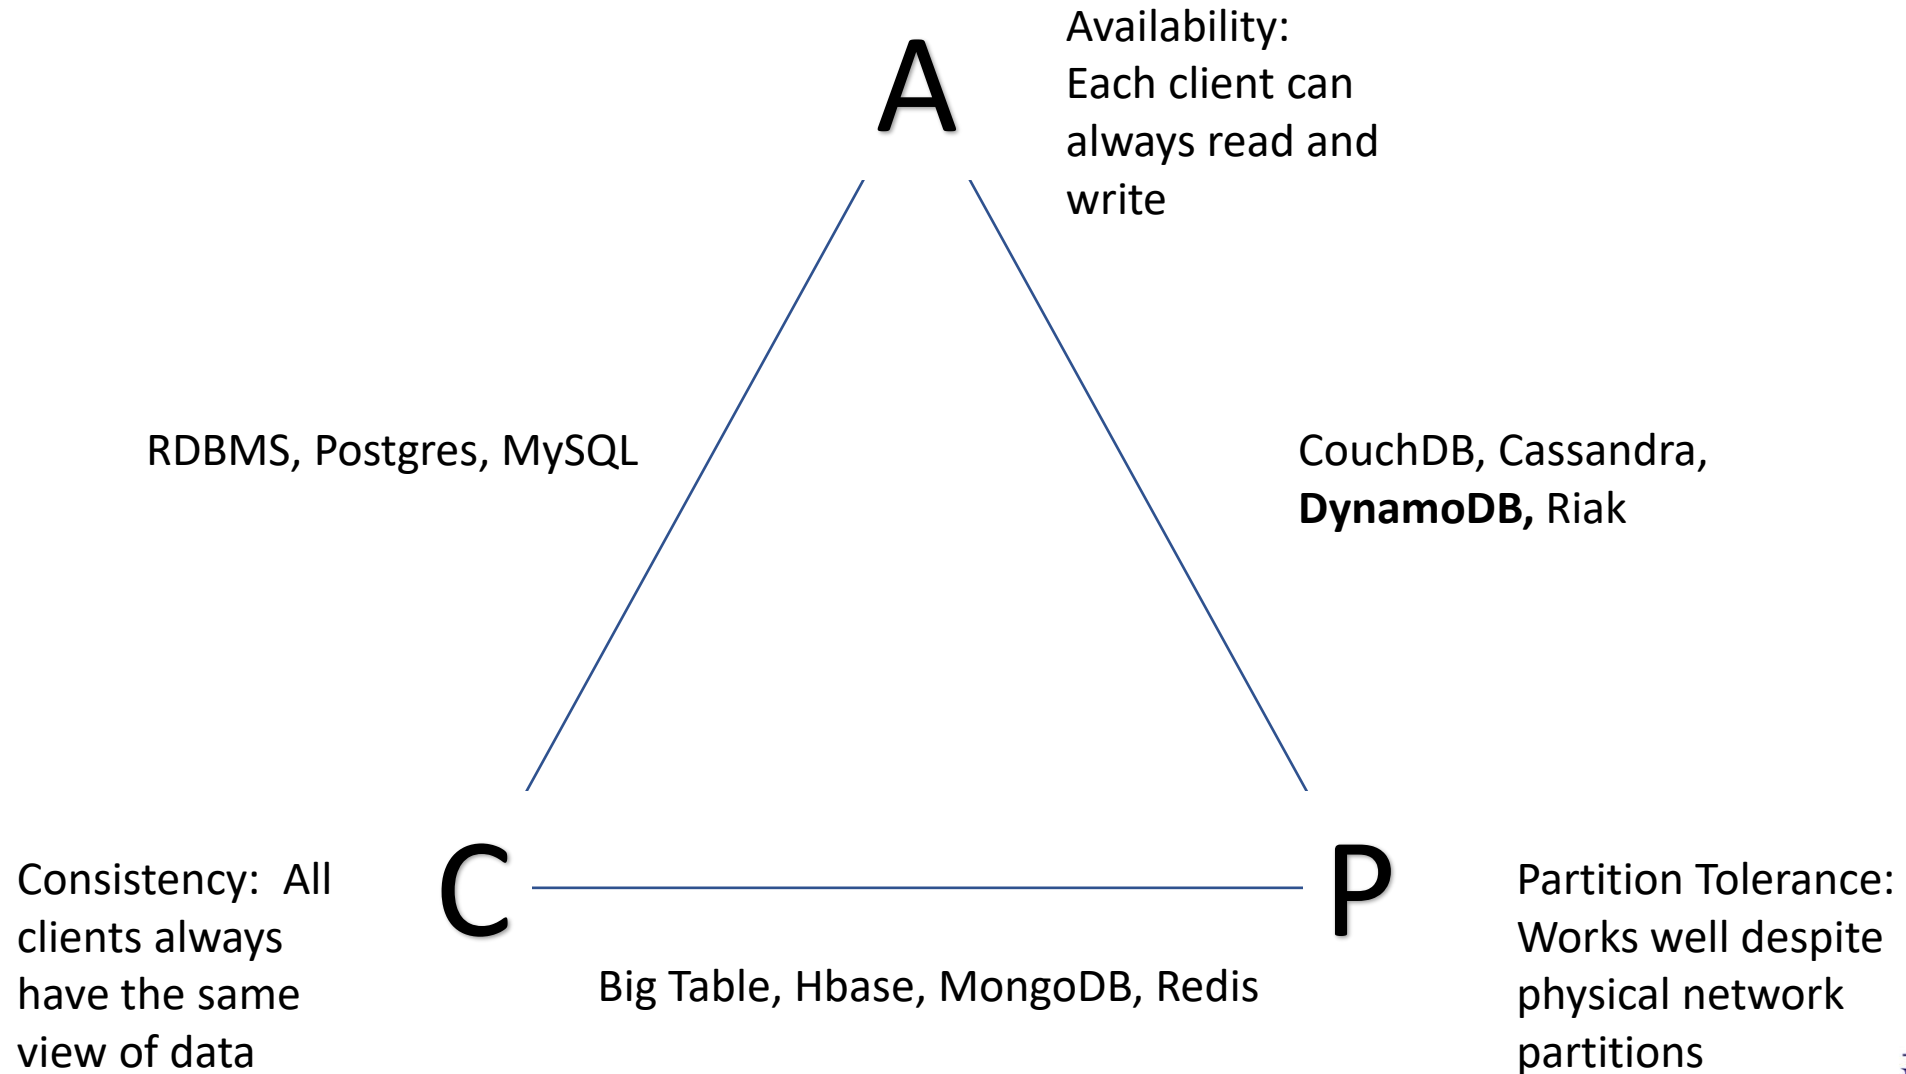 A
Availability:
Each client can
always read and
write
RDBMS, Postgres, MySQL
CouchDB, Cassandra,
DynamoDB, Riak
Consistency: All
clients always
have the same
view of data
C
P
Partition Tolerance:
Works well despite
physical network
partitions
Big Table, Hbase, MongoDB, Redis